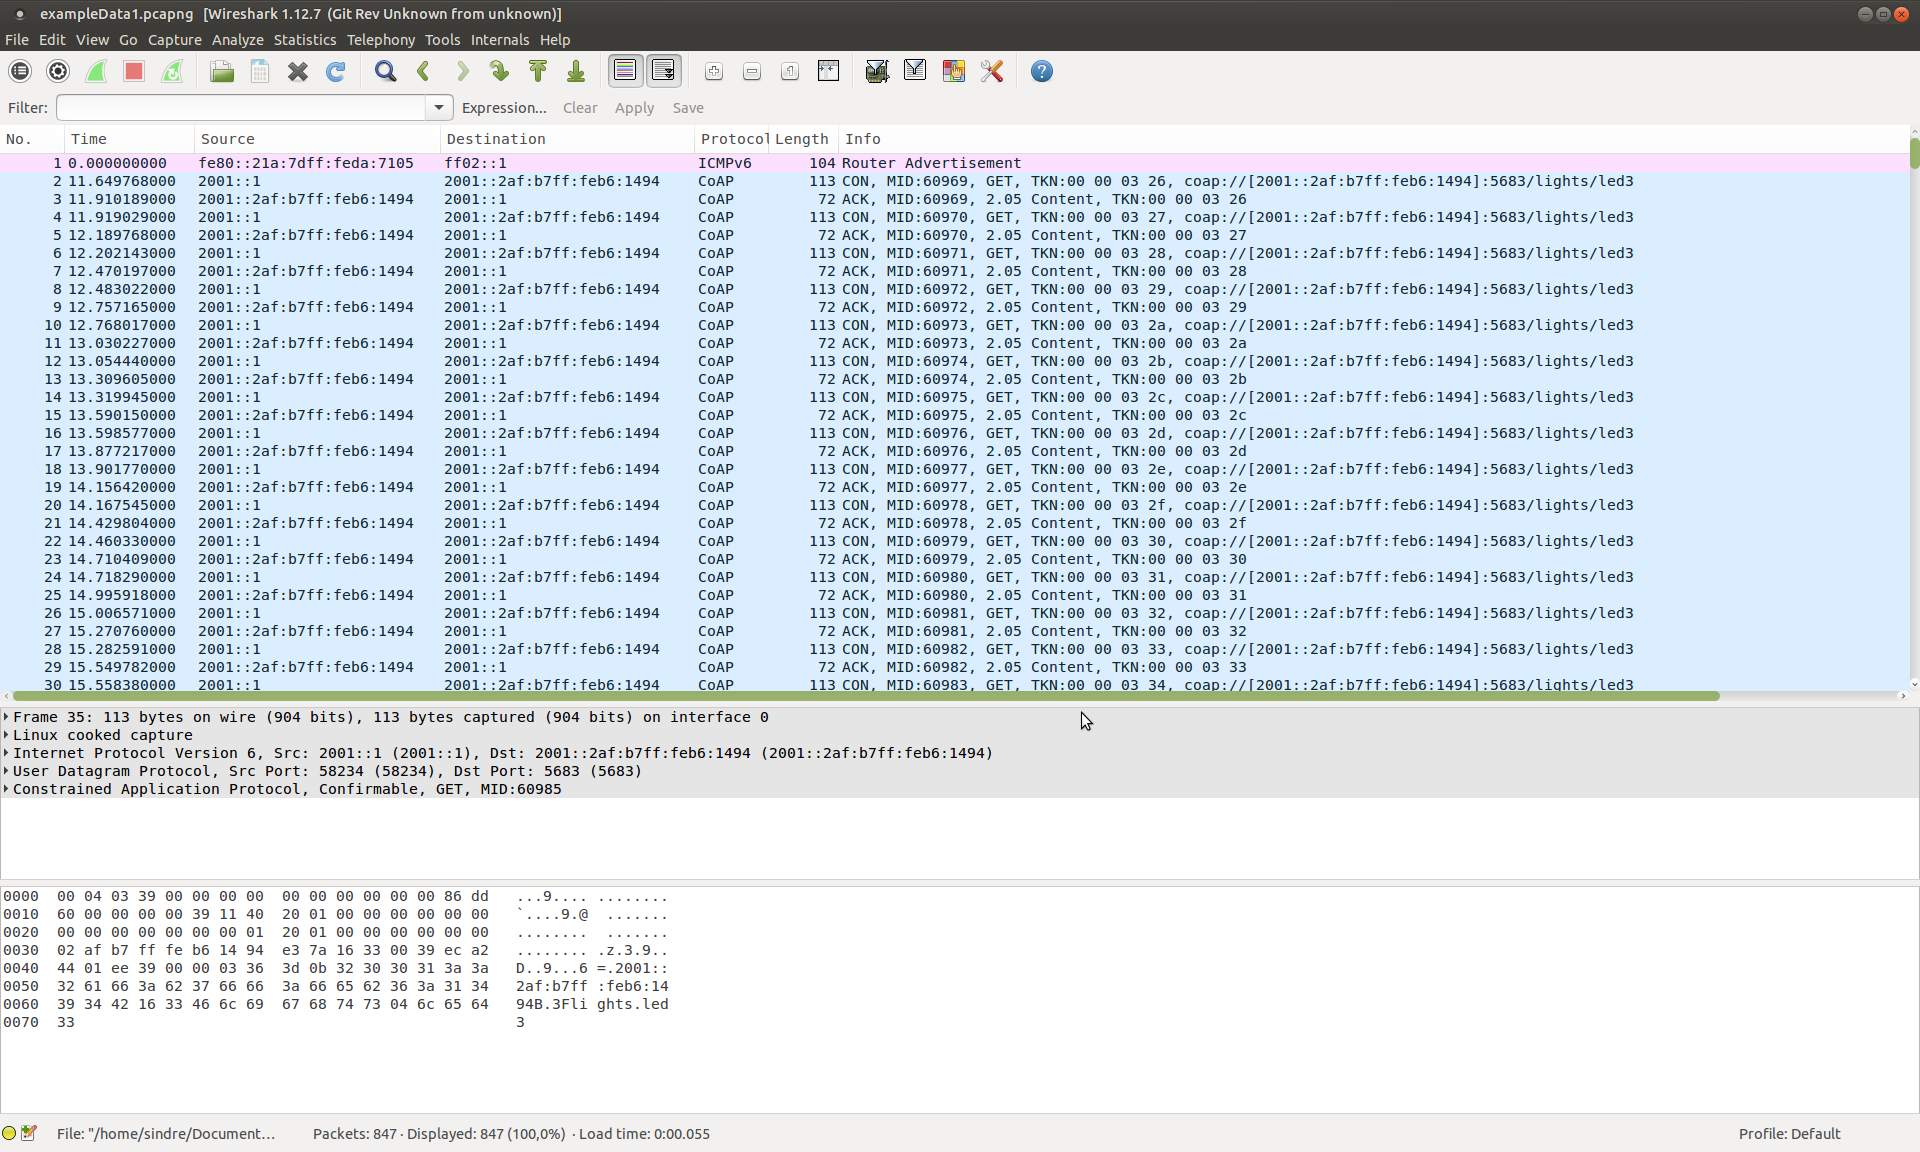 exampleData1.pcapng [Wireshark 1.12.7 (Git Rev Unknown from unknown)]
File Edit View Go Capture Analyze Statistics Telephony Tools Internals Help
Filter: Expression... Clear Apply Save
No. Time Source Destination Protocol Length Info
1 0.000000000 fe80::21a:7dff:feda:7105 ff02::1 ICMPv6 104 Router Advertisement
2 11.649768000 2001::1 2001::2af:b7ff:feb6:1494 CoAP 113 CON, MID:60969, GET, TKN:00 00 03 26, coap://[2001::2af:b7ff:feb6:1494]:5683/lights/led3
3 11.910189000 2001::2af:b7ff:feb6:1494 2001::1 CoAP 72 ACK, MID:60969, 2.05 Content, TKN:00 00 03 26
4 11.919029000 2001::1 2001::2af:b7ff:feb6:1494 CoAP 113 CON, MID:60970, GET, TKN:00 00 03 27, coap://[2001::2af:b7ff:feb6:1494]:5683/lights/led3
5 12.189768000 2001::2af:b7ff:feb6:1494 2001::1 CoAP 72 ACK, MID:60970, 2.05 Content, TKN:00 00 03 27
6 12.202143000 2001::1 2001::2af:b7ff:feb6:1494 CoAP 113 CON, MID:60971, GET, TKN:00 00 03 28, coap://[2001::2af:b7ff:feb6:1494]:5683/lights/led3
7 12.470197000 2001::2af:b7ff:feb6:1494 2001::1 CoAP 72 ACK, MID:60971, 2.05 Content, TKN:00 00 03 28
8 12.483022000 2001::1 2001::2af:b7ff:feb6:1494 CoAP 113 CON, MID:60972, GET, TKN:00 00 03 29, coap://[2001::2af:b7ff:feb6:1494]:5683/lights/led3
9 12.757165000 2001::2af:b7ff:feb6:1494 2001::1 CoAP 72 ACK, MID:60972, 2.05 Content, TKN:00 00 03 29
10 12.768017000 2001::1 2001::2af:b7ff:feb6:1494 CoAP 113 CON, MID:60973, GET, TKN:00 00 03 2a, coap://[2001::2af:b7ff:feb6:1494]:5683/lights/led3
11 13.030227000 2001::2af:b7ff:feb6:1494 2001::1 CoAP 72 ACK, MID:60973, 2.05 Content, TKN:00 00 03 2a
12 13.054440000 2001::1 2001::2af:b7ff:feb6:1494 CoAP 113 CON, MID:60974, GET, TKN:00 00 03 2b, coap://[2001::2af:b7ff:feb6:1494]:5683/lights/led3
13 13.309605000 2001::2af:b7ff:feb6:1494 2001::1 CoAP 72 ACK, MID:60974, 2.05 Content, TKN:00 00 03 2b
14 13.319945000 2001::1 2001::2af:b7ff:feb6:1494 CoAP 113 CON, MID:60975, GET, TKN:00 00 03 2c, coap://[2001::2af:b7ff:feb6:1494]:5683/lights/led3
15 13.590150000 2001::2af:b7ff:feb6:1494 2001::1 CoAP 72 ACK, MID:60975, 2.05 Content, TKN:00 00 03 2c
16 13.598577000 2001::1 2001::2af:b7ff:feb6:1494 CoAP 113 CON, MID:60976, GET, TKN:00 00 03 2d, coap://[2001::2af:b7ff:feb6:1494]:5683/lights/led3
17 13.877217000 2001::2af:b7ff:feb6:1494 2001::1 CoAP 72 ACK, MID:60976, 2.05 Content, TKN:00 00 03 2d
18 13.901770000 2001::1 2001::2af:b7ff:feb6:1494 CoAP 113 CON, MID:60977, GET, TKN:00 00 03 2e, coap://[2001::2af:b7ff:feb6:1494]:5683/lights/led3
19 14.156420000 2001::2af:b7ff:feb6:1494 2001::1 CoAP 72 ACK, MID:60977, 2.05 Content, TKN:00 00 03 2e
20 14.167545000 2001::1 2001::2af:b7ff:feb6:1494 CoAP 113 CON, MID:60978, GET, TKN:00 00 03 2f, coap://[2001::2af:b7ff:feb6:1494]:5683/lights/led3
21 14.429804000 2001::2af:b7ff:feb6:1494 2001::1 CoAP 72 ACK, MID:60978, 2.05 Content, TKN:00 00 03 2f
22 14.460330000 2001::1 2001::2af:b7ff:feb6:1494 CoAP 113 CON, MID:60979, GET, TKN:00 00 03 30, coap://[2001::2af:b7ff:feb6:1494]:5683/lights/led3
23 14.710409000 2001::2af:b7ff:feb6:1494 2001::1 CoAP 72 ACK, MID:60979, 2.05 Content, TKN:00 00 03 30
24 14.718290000 2001::1 2001::2af:b7ff:feb6:1494 CoAP 113 CON, MID:60980, GET, TKN:00 00 03 31, coap://[2001::2af:b7ff:feb6:1494]:5683/lights/led3
25 14.995918000 2001::2af:b7ff:feb6:1494 2001::1 CoAP 72 ACK, MID:60980, 2.05 Content, TKN:00 00 03 31
26 15.006571000 2001::1 2001::2af:b7ff:feb6:1494 CoAP 113 CON, MID:60981, GET, TKN:00 00 03 32, coap://[2001::2af:b7ff:feb6:1494]:5683/lights/led3
27 15.270760000 2001::2af:b7ff:feb6:1494 2001::1 CoAP 72 ACK, MID:60981, 2.05 Content, TKN:00 00 03 32
28 15.282591000 2001::1 2001::2af:b7ff:feb6:1494 CoAP 113 CON, MID:60982, GET, TKN:00 00 03 33, coap://[2001::2af:b7ff:feb6:1494]:5683/lights/led3
29 15.549782000 2001::2af:b7ff:feb6:1494 2001::1 CoAP 72 ACK, MID:60982, 2.05 Content, TKN:00 00 03 33
30 15.558380000 2001::1 2001::2af:b7ff:feb6:1494 CoAP 113 CON, MID:60983, GET, TKN:00 00 03 34, coap://[2001::2af:b7ff:feb6:1494]:5683/lights/led3
Frame 35: 113 bytes on wire (904 bits), 113 bytes captured (904 bits) on interface 0
Linux cooked capture
Internet Protocol Version 6, Src: 2001::1 (2001::1), Dst: 2001::2af:b7ff:feb6:1494 (2001::2af:b7ff:feb6:1494)
User Datagram Protocol, Src Port: 58234 (58234), Dst Port: 5683 (5683)
Constrained Application Protocol, Confirmable, GET, MID:60985
0000 00 04 03 39 00 00 00 00 00 00 00 00 00 00 86 dd ...9.... ........
0010 60 00 00 00 00 39 11 40 20 01 00 00 00 00 00 00 `....9.@ .......
0020 00 00 00 00 00 00 00 01 20 01 00 00 00 00 00 00 ........ .......
0030 02 af b7 ff fe b6 14 94 e3 7a 16 33 00 39 ec a2 ........ .z.3.9..
0040 44 01 ee 39 00 00 03 36 3d 0b 32 30 30 31 3a 3a D..9...6 =.2001::
0050 32 61 66 3a 62 37 66 66 3a 66 65 62 36 3a 31 34 2af:b7ff :feb6:14
0060 39 34 42 16 33 46 6c 69 67 68 74 73 04 6c 65 64 94B.3Fli ghts.led
0070 33 3
File: "/home/sindre/Document... Packets: 847 · Displayed: 847 (100,0%) · Load time: 0:00.055 Profile: Default